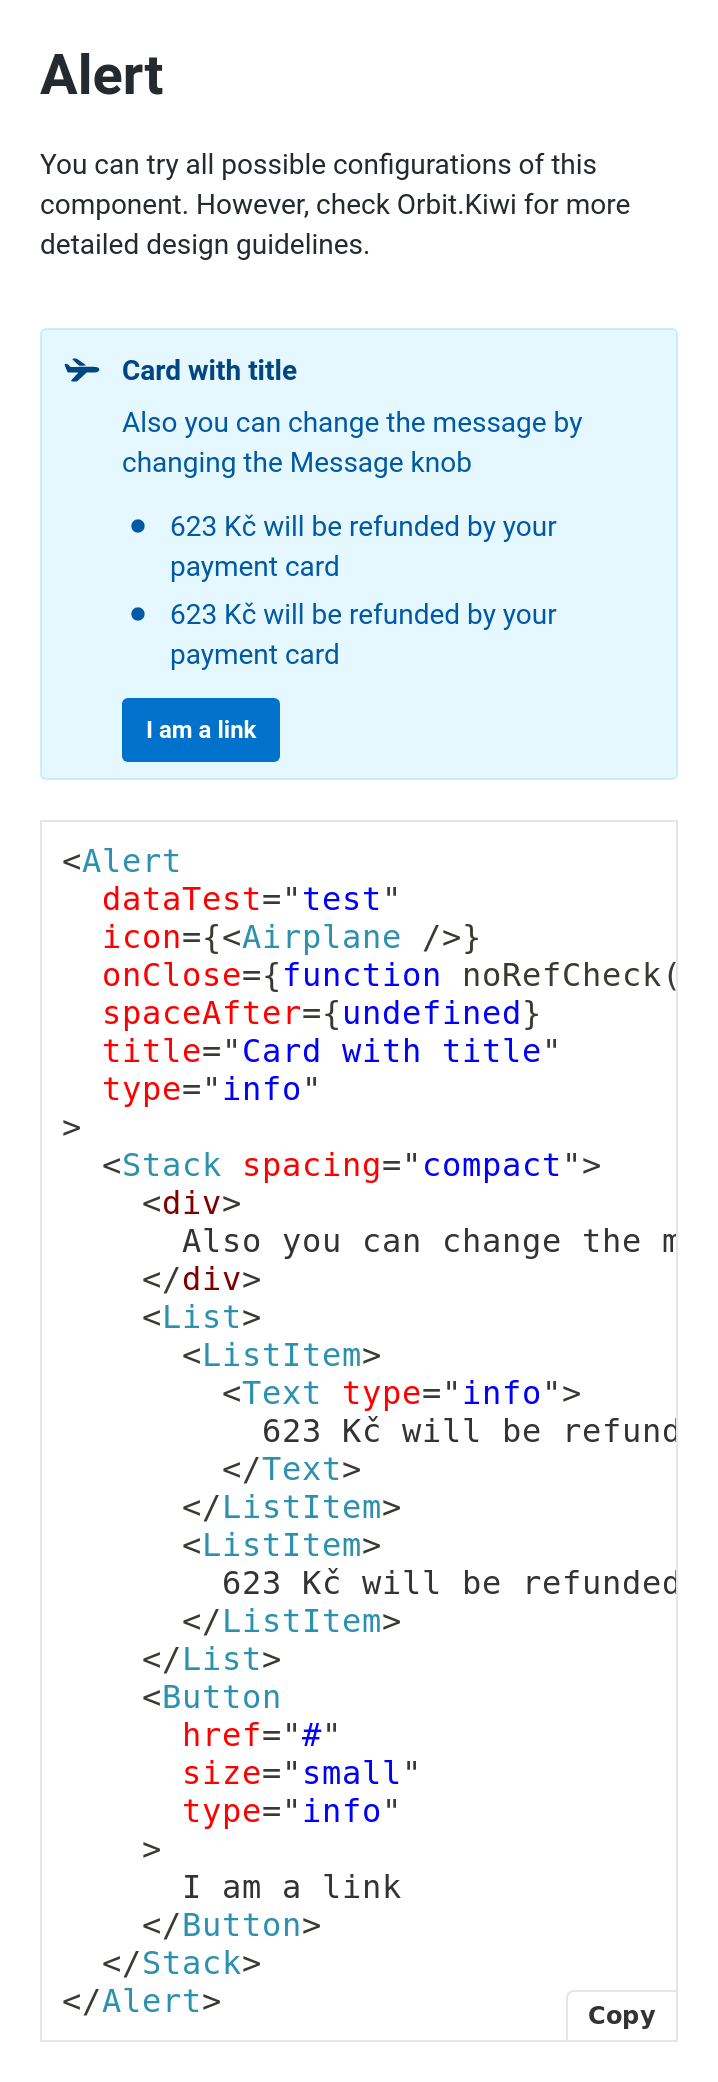 Alert
You can try all possible configurations of this
component. However, check Orbit.Kiwi for more
detailed design guidelines.
Card with title
Also you can change the message by
changing the Message knob
623 Kč will be refunded by your
payment card
623 Kč will be refunded by your
payment card
I am a link
<Alert
  dataTest="test"
  icon={<Airplane />}
  onClose={function noRefCheck(
  spaceAfter={undefined}
  title="Card with title"
  type="info"
>
  <Stack spacing="compact">
    <div>
      Also you can change the m
    </div>
    <List>
      <ListItem>
        <Text type="info">
          623 Kč will be refund
        </Text>
      </ListItem>
      <ListItem>
        623 Kč will be refunded
      </ListItem>
    </List>
    <Button
      href="#"
      size="small"
      type="info"
    >
      I am a link
    </Button>
  </Stack>
</Alert>
Copy